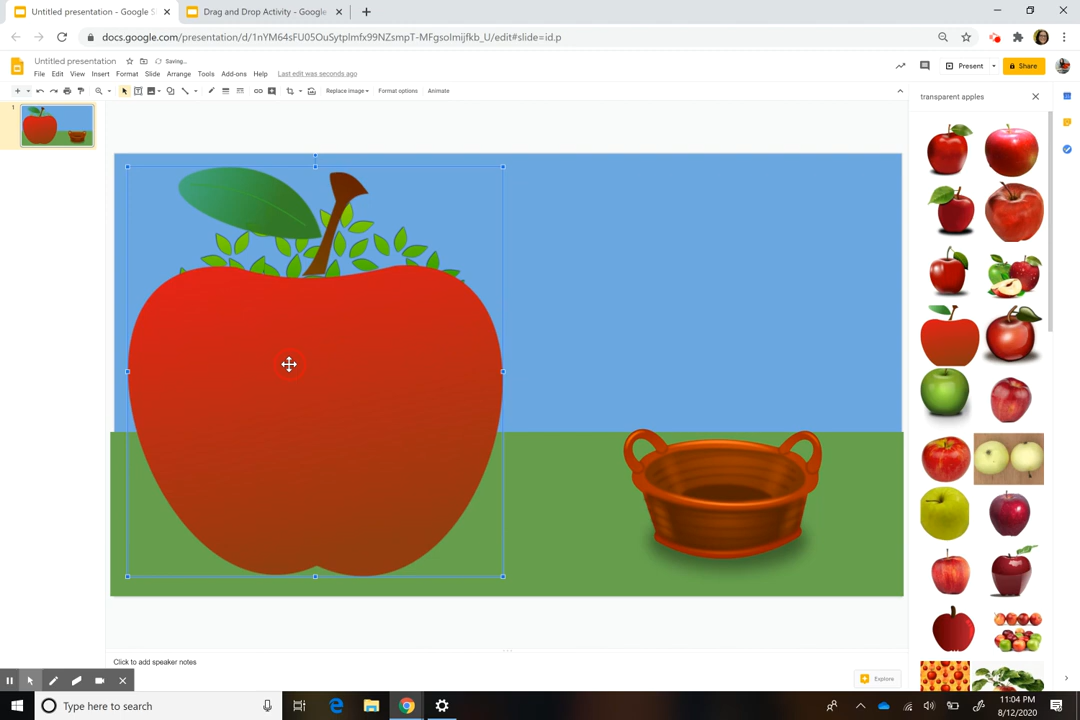 Untitled presentation - Google S
Drag and Drop Activity - Google
docs.google.com/presentation/d/1nYM64sFU05OuSytplmfx99NZsmpT-MFgsoImijfkb_U/edit#slide=id.p
Untitled presentation
Saving...
File Edit View Insert Format Slide Arrange Tools Add-ons Help Last edit was seconds ago
Present
Share
Replace image
Format options
Animate
transparent apples
1
Click to add speaker notes
Explore
Type here to search
11:04 PM
8/12/2020